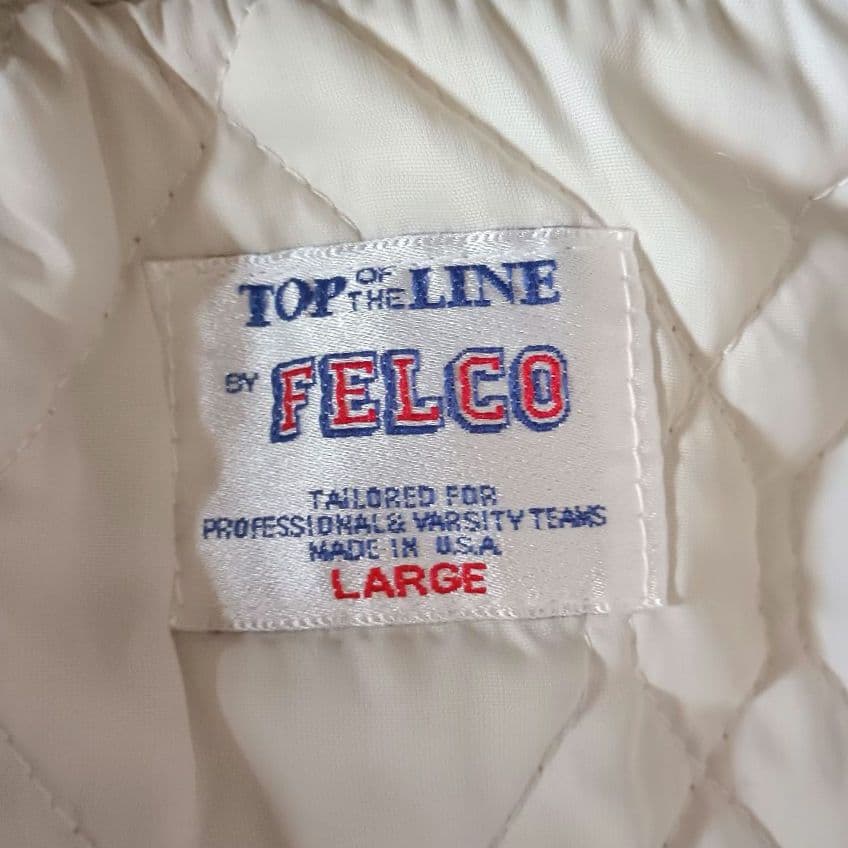 TOP OF THE LINE
BY FELCO
TAILORED FOR
PROFESSIONAL & VARSITY TEAMS
MADE IN U.S.A.
LARGE